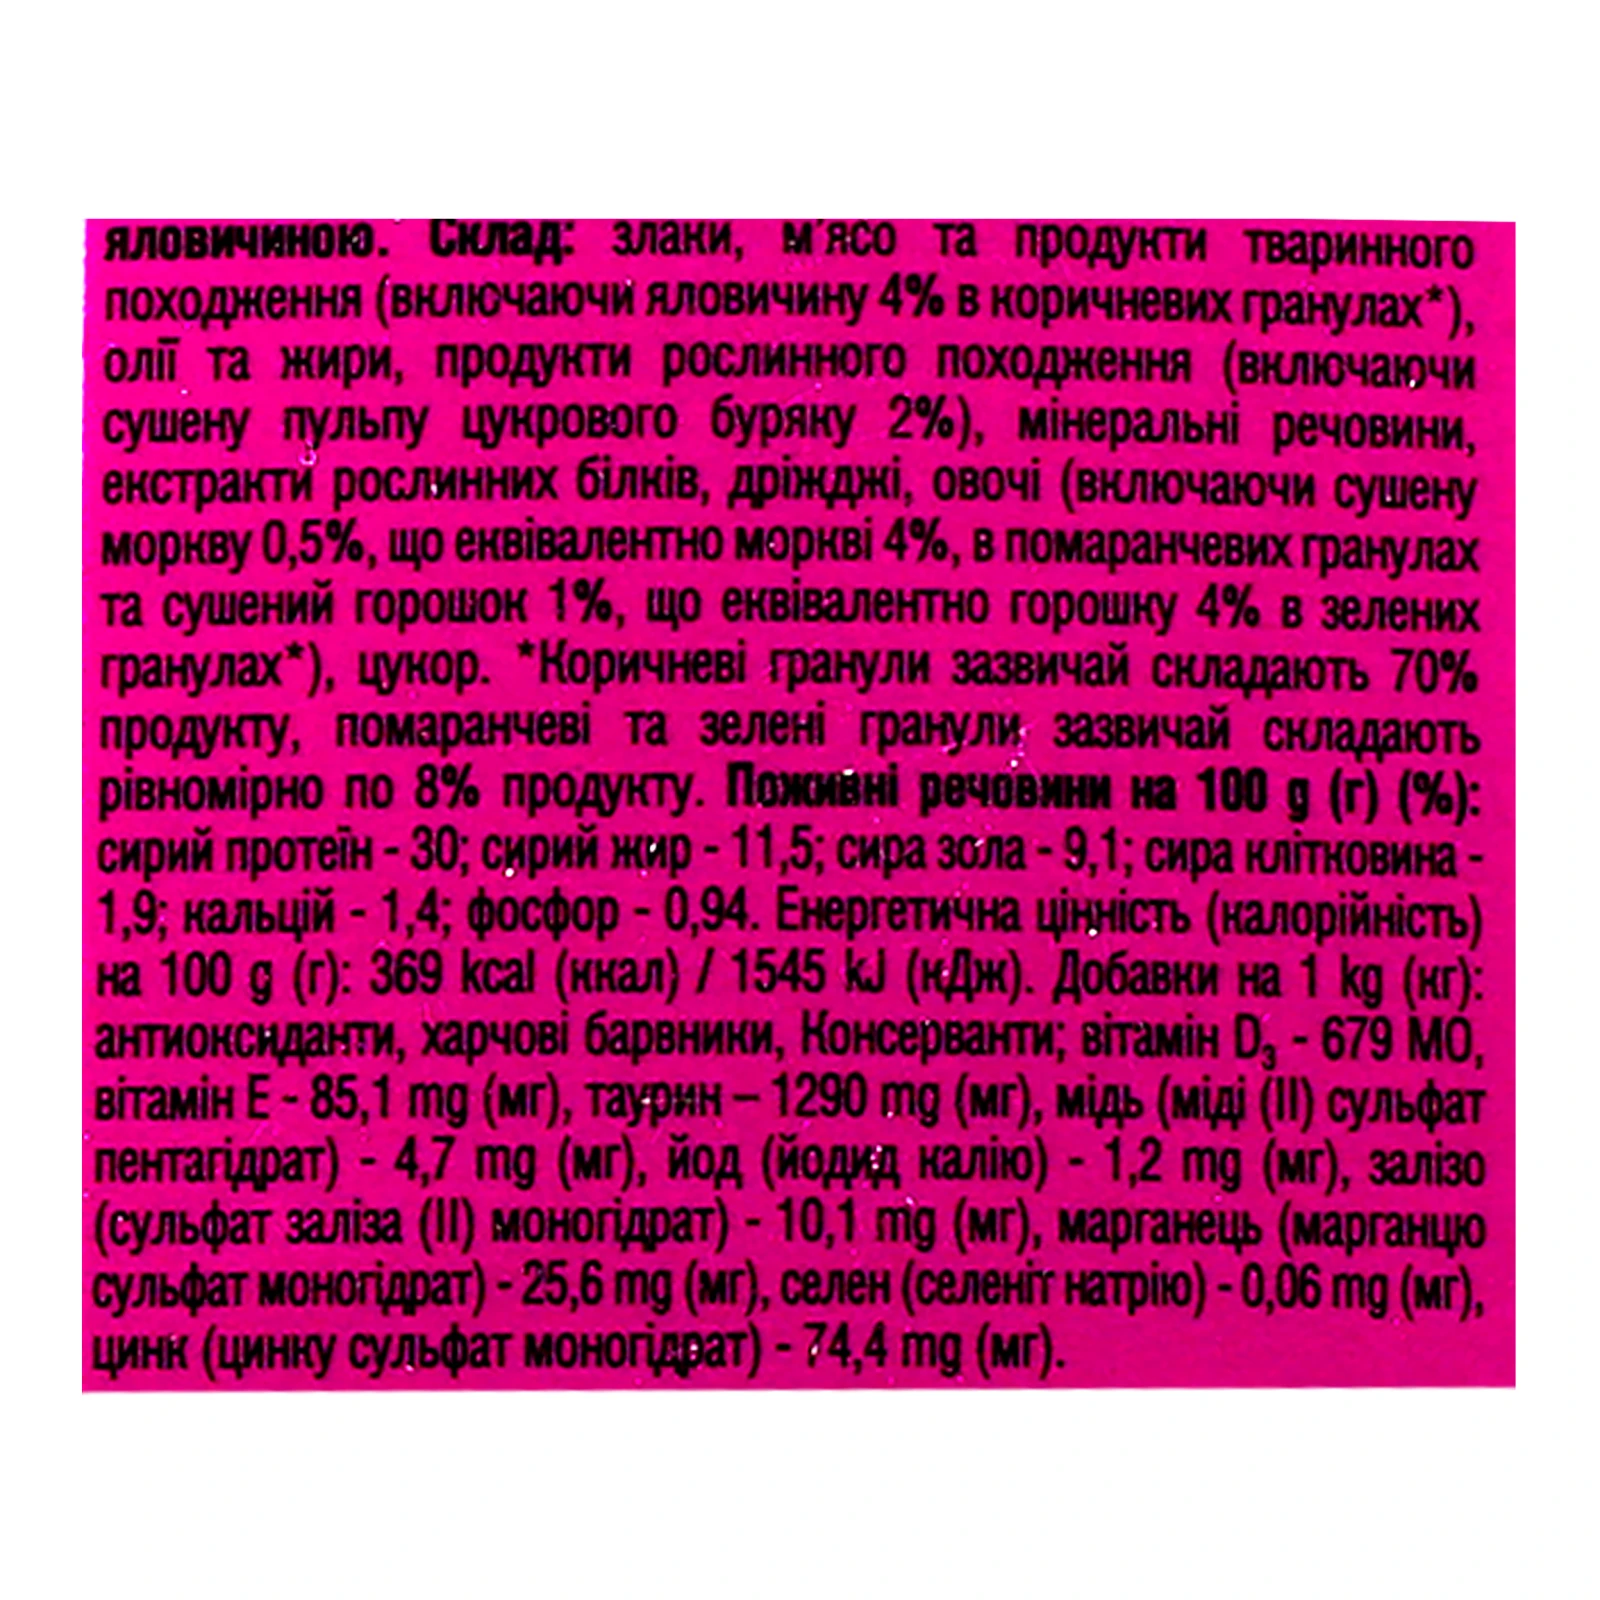 яловичиною. Склад: злаки, м'ясо та продукти тваринного
походження (включаючи яловичину 4% в коричневих гранулах*),
олії та жири, продукти рослинного походження (включаючи
сушену пульпу цукрового буряку 2%), мінеральні речовини,
екстракти рослинних білків, дріжджі, овочі (включаючи сушену
моркву 0,5%, що еквівалентно моркві 4%, в помаранчевих гранулах
та сушений горошок 1%, що еквівалентно горошку 4% в зелених
гранулах*), цукор. *Коричневі гранули зазвичай складають 70%
продукту, помаранчеві та зелені гранули зазвичай складають
рівномірно по 8% продукту. Поживні речовини на 100 g (г) (%):
сирий протеїн - 30; сирий жир - 11,5; сира зола - 9,1; сира клітковина -
1,9; кальцій - 1,4; фосфор - 0,94. Енергетична цінність (калорійність)
на 100 g (г): 369 kcal (ккал) / 1545 kJ (кДж). Добавки на 1 kg (кг):
антиоксиданти, харчові барвники, Консерванти; вітамін D₃ - 679 МО,
вітамін Е - 85,1 mg (мг), таурин – 1290 mg (мг), мідь (міді (II) сульфат
пентагідрат) - 4,7 mg (мг), йод (йодид калію) - 1,2 mg (мг), залізо
(сульфат заліза (II) моногідрат) - 10,1 mg (мг), марганець (марганцю
сульфат моногідрат) - 25,6 mg (мг), селен (селеніт натрію) - 0,06 mg (мг),
цинк (цинку сульфат моногідрат) - 74,4 mg (мг).